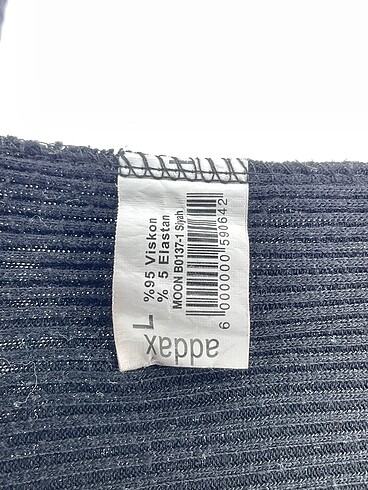 addax L
%95 Viskon
% 5 Elastan
MOON B0137-1 Siyah
6 000000 590642